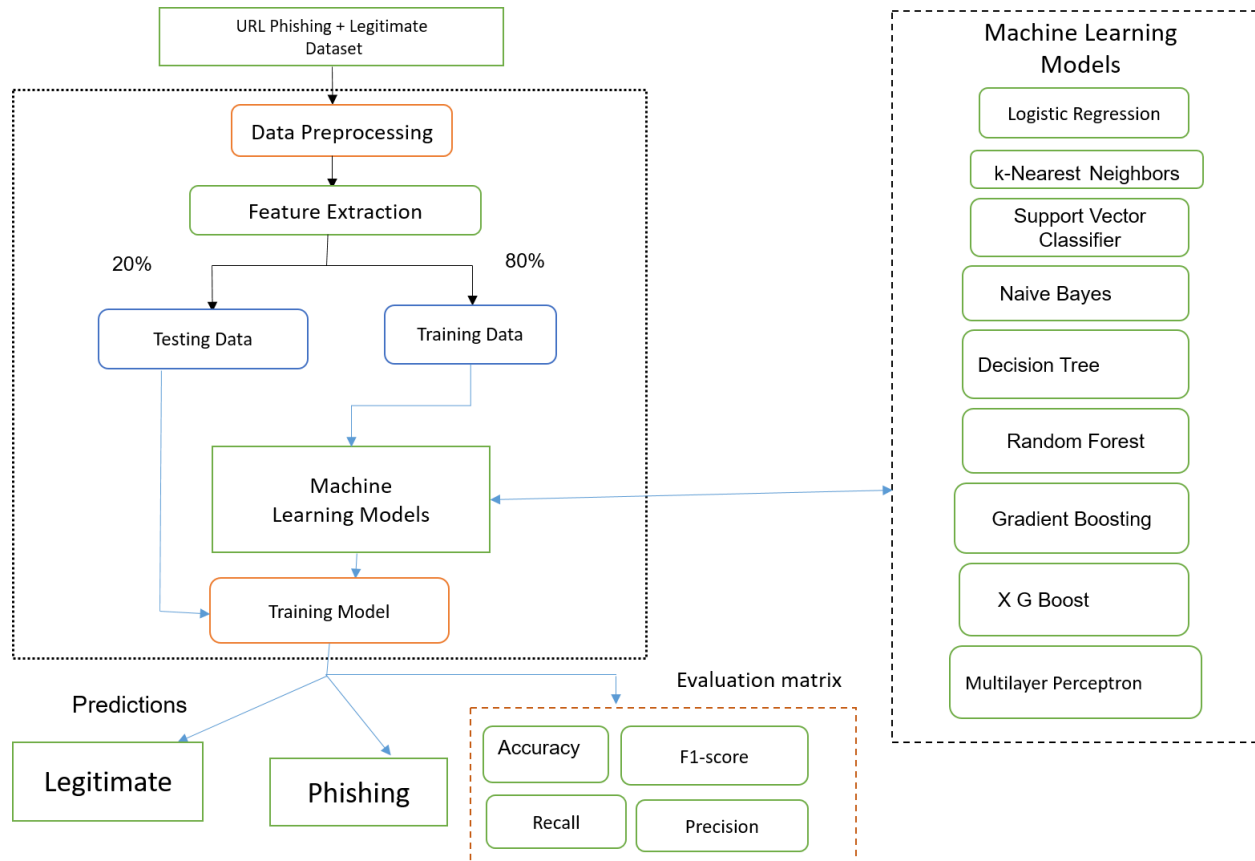 URL Phishing + Legitimate
Dataset
Data Preprocessing
Feature Extraction
20%
80%
Testing Data
Training Data
Machine
Learning Models
Training Model
Predictions
Legitimate
Phishing
Evaluation matrix
Accuracy
F1-score
Recall
Precision
Machine Learning
Models
Logistic Regression
k-Nearest Neighbors
Support Vector
Classifier
Naive Bayes
Decision Tree
Random Forest
Gradient Boosting
X G Boost
Multilayer Perceptron